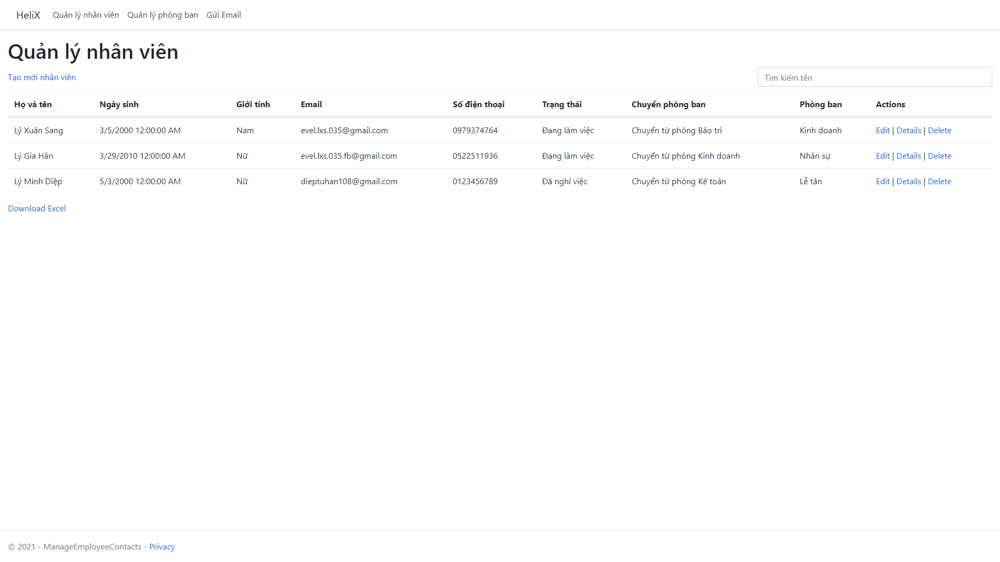 HeliX Quản lý nhân viên Quản lý phòng ban Gửi Email
Quản lý nhân viên
Tạo mới nhân viên Tìm kiếm tên
Họ và tên Ngày sinh Giới tính Email Số điện thoại Trạng thái Chuyển phòng ban Phòng ban Actions
Lý Xuân Sang 3/5/2000 12:00:00 AM Nam evel.lxs.035@gmail.com 0979374764 Đang làm việc Chuyển từ phòng Bảo trì Kinh doanh Edit | Details | Delete
Lý Gia Hân 3/29/2010 12:00:00 AM Nữ evel.lxs.035.fb@gmail.com 0522511936 Đang làm việc Chuyển từ phòng Kinh doanh Nhân sự Edit | Details | Delete
Lý Minh Diệp 5/3/2000 12:00:00 AM Nữ dieptuhan108@gmail.com 0123456789 Đã nghỉ việc Chuyển từ phòng Kế toán Lễ tân Edit | Details | Delete
Download Excel
© 2021 - ManageEmployeeContacts - Privacy